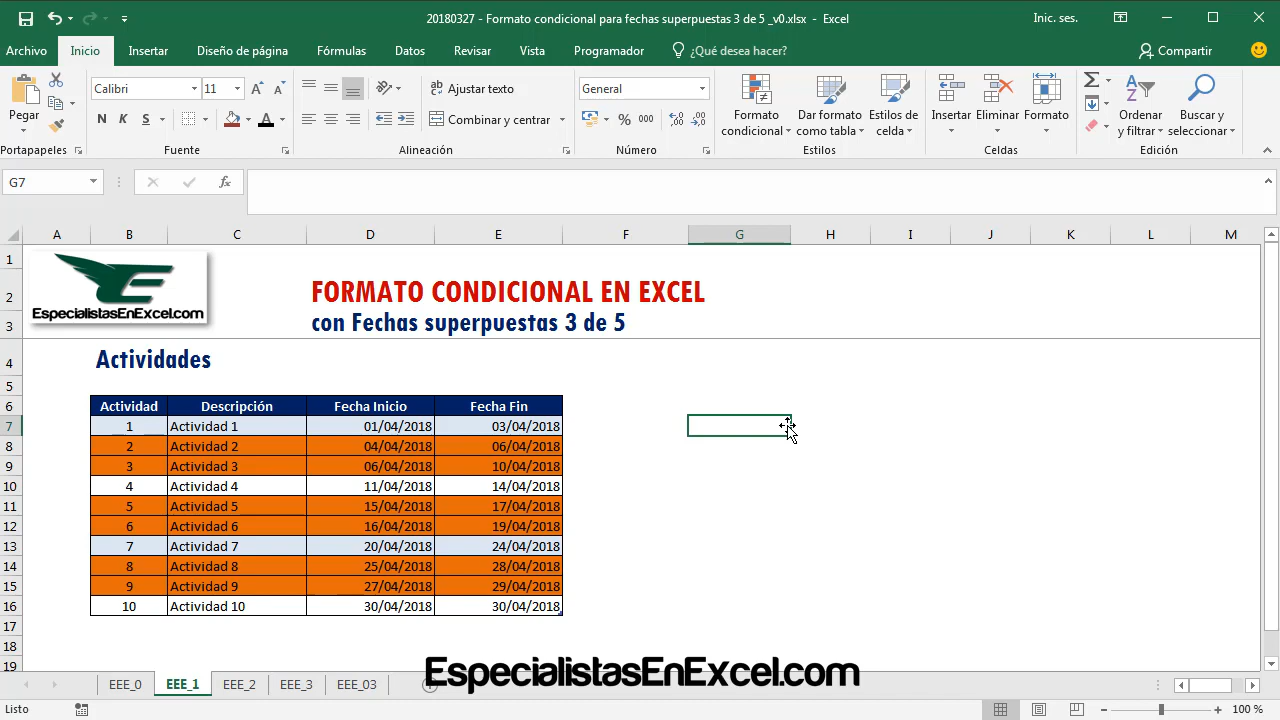 20180327 - Formato condicional para fechas superpuestas 3 de 5 _v0.xlsx - Excel
Inic. ses.
Archivo Inicio Insertar Diseño de página Fórmulas Datos Revisar Vista Programador ¿Qué desea hacer? Compartir
Pegar
Calibri 11
N K S
A A
A
ab Ajustar texto
Combinar y centrar
General
% 000
Formato condicional
Dar formato como tabla
Estilos de celda
Insertar Eliminar Formato
Ordenar y filtrar
Buscar y seleccionar
Portapapeles Fuente Alineación Número Estilos Celdas Edición
G7 fx
A B C D E F G H I J K L M
1
2 FORMATO CONDICIONAL EN EXCEL
EspecialistasEnExcel.com
3 con Fechas superpuestas 3 de 5
4 Actividades
5
6 Actividad Descripción Fecha Inicio Fecha Fin
7 1 Actividad 1 01/04/2018 03/04/2018
8 2 Actividad 2 04/04/2018 06/04/2018
9 3 Actividad 3 06/04/2018 10/04/2018
10 4 Actividad 4 11/04/2018 14/04/2018
11 5 Actividad 5 15/04/2018 17/04/2018
12 6 Actividad 6 16/04/2018 19/04/2018
13 7 Actividad 7 20/04/2018 24/04/2018
14 8 Actividad 8 25/04/2018 28/04/2018
15 9 Actividad 9 27/04/2018 29/04/2018
16 10 Actividad 10 30/04/2018 30/04/2018
17
18
19
EspecialistasEnExcel.com
EEE_0 EEE_1 EEE_2 EEE_3 EEE_03
Listo 100 %